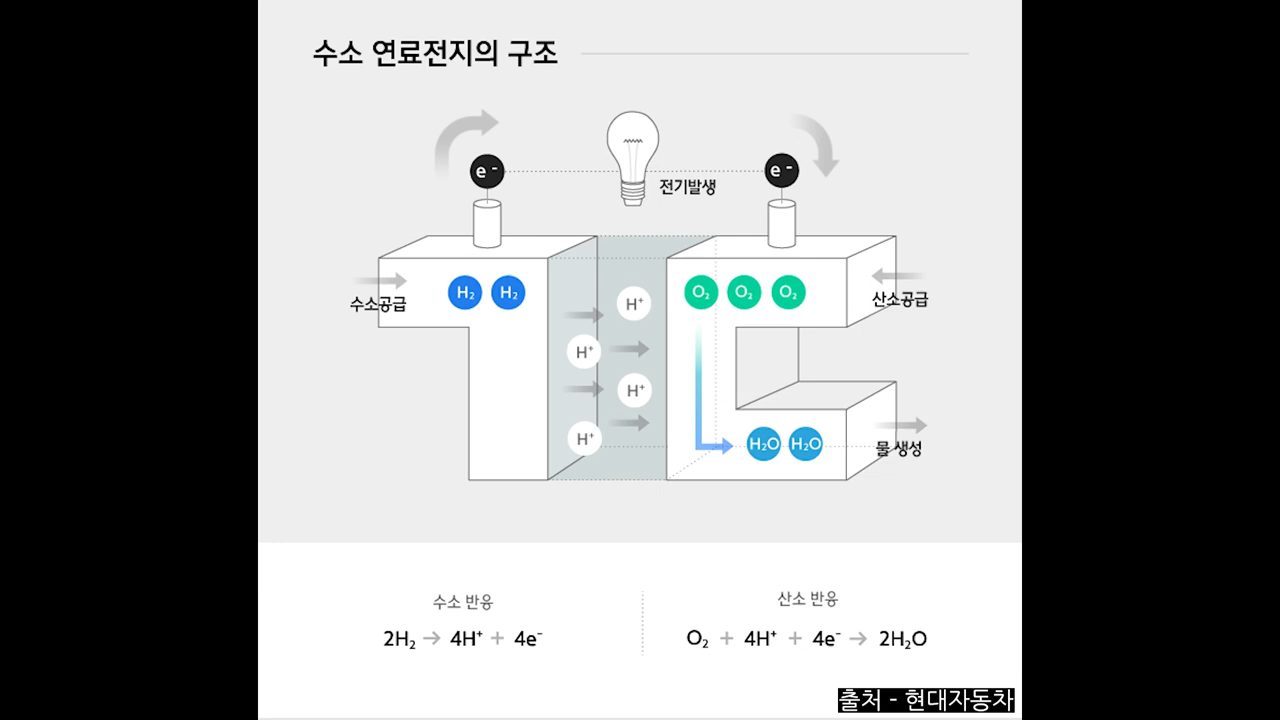 수소 연료전지의 구조
e⁻
e⁻
전기발생
수소공급
H₂ H₂
H⁺
H⁺
H⁺
H⁺
O₂ O₂ O₂
산소공급
H₂O H₂O
물 생성
수소 반응
2H₂ → 4H⁺ + 4e⁻
산소 반응
O₂ + 4H⁺ + 4e⁻ → 2H₂O
출처 - 현대자동차